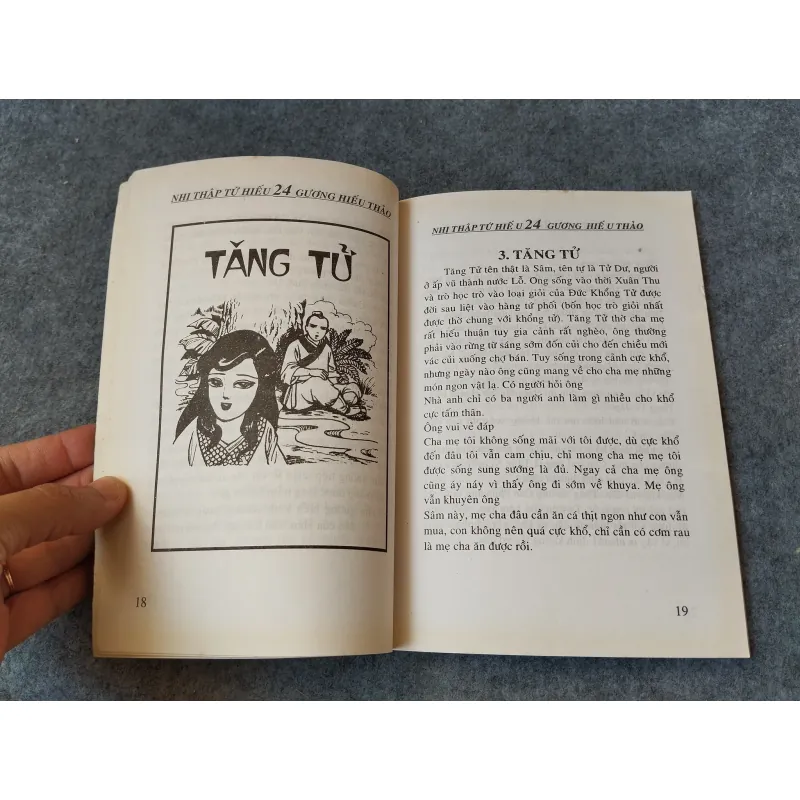 NHỊ THẬP TỨ HIẾU 24 GƯƠNG HIẾU THẢO
TĂNG TỬ
18
NHỊ THẬP TỨ HIẾU 24 GƯƠNG HIẾU THẢO
3. TĂNG TỬ
Tăng Tử tên thật là Sâm, tên tự là Tử Dư, người
ở ấp vũ thành nước Lỗ. Ong sống vào thời Xuân Thu
và trò học trò vào loại giỏi của Đức Khổng Tử được
đời sau liệt vào hàng tứ phối (bốn học trò giỏi nhất
được thờ chung với khổng tử). Tăng Tử thờ cha mẹ
rất hiếu thuận tuy gia cảnh rất nghèo, ông thường
phải vào rừng từ sáng sớm đốn củi cho đến chiều mới
vác củi xuống chợ bán. Tuy sống trong cảnh cực khổ,
nhưng ngày nào ông cũng mang về cho cha mẹ những
món ngon vật lạ. Có người hỏi ông
Nhà anh chỉ có ba người anh làm gì nhiều cho khổ
cực tấm thân.
Ông vui vẻ đáp
Cha mẹ tôi không sống mãi với tôi được, dù cực khổ
đến đâu tôi vẫn cam chịu, chỉ mong cha mẹ mẹ tôi
được sống sung sướng là đủ. Ngay cả cha mẹ ông
cũng áy náy vì thấy ông đi sớm về khuya. Mẹ ông
vẫn khuyên ông
Sâm này, mẹ cha đâu cần ăn cá thịt ngon như con vẫn
mua, con không nên quá cực khổ, chỉ cần có cơm rau
là mẹ cha ăn được rồi.
19